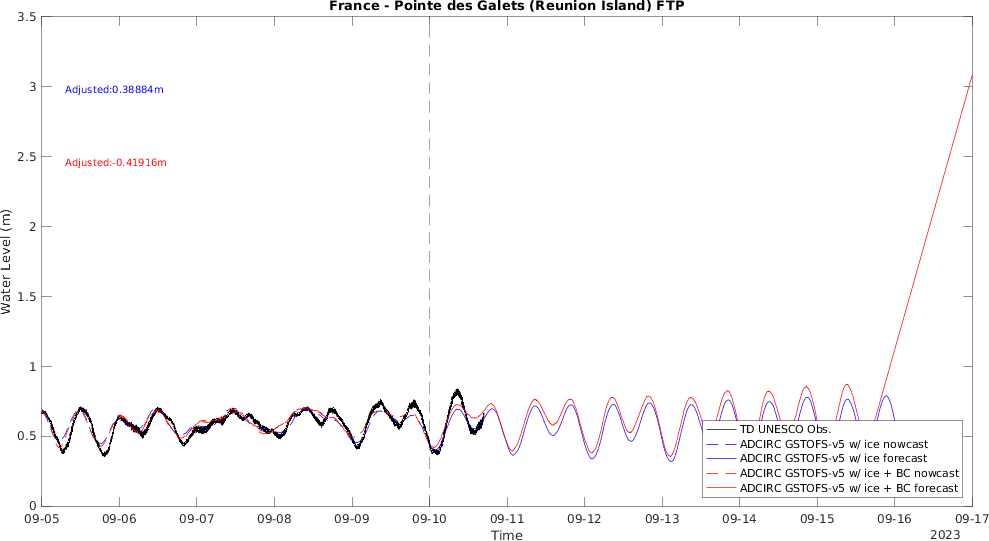 France - Pointe des Galets (Reunion Island) FTP
3.5
3
2.5
2
1.5
1
0.5
0
Water Level (m)
Adjusted:0.38884m
Adjusted:-0.41916m
TD UNESCO Obs.
ADCIRC GSTOFS-v5 w/ ice nowcast
ADCIRC GSTOFS-v5 w/ ice forecast
ADCIRC GSTOFS-v5 w/ ice + BC nowcast
ADCIRC GSTOFS-v5 w/ ice + BC forecast
09-05 09-06 09-07 09-08 09-09 09-10 09-11 09-12 09-13 09-14 09-15 09-16 09-17
Time
2023